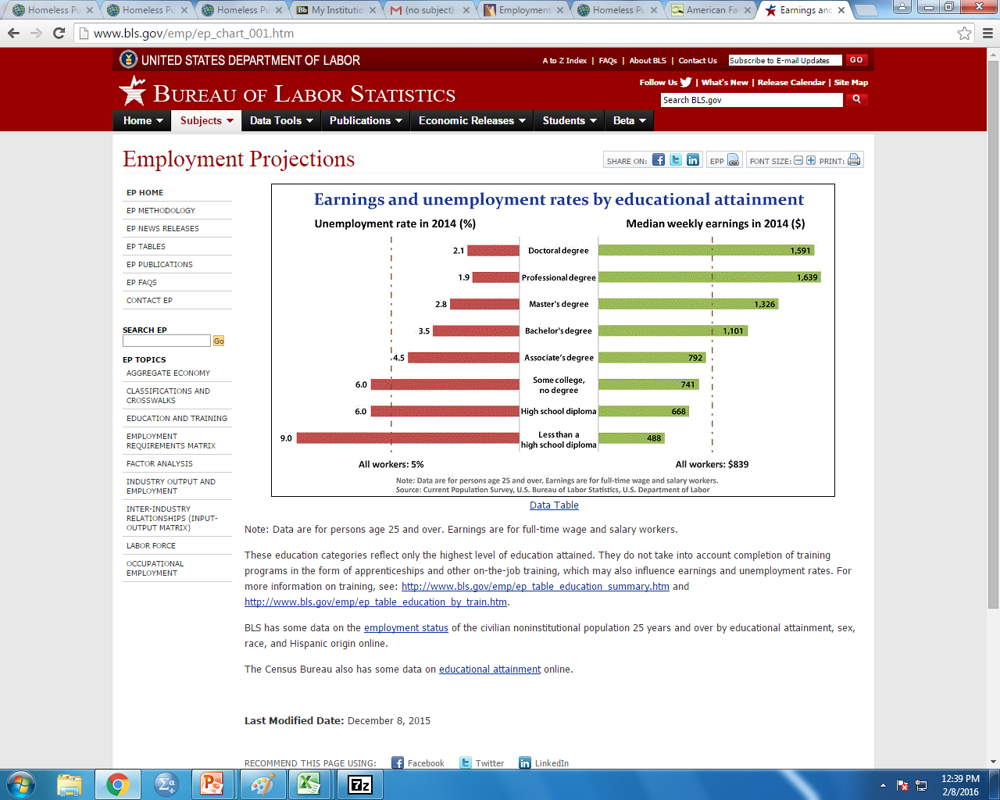 Homeless Pu
Homeless Pu
Homeless Pu
Bb My Institutio
(no subject)
Employment
Homeless Pu
American Fa
Earnings and
www.bls.gov/emp/ep_chart_001.htm
UNITED STATES DEPARTMENT OF LABOR
A to Z Index | FAQs | About BLS | Contact Us
Subscribe to E-mail Updates GO
Follow Us | What's New | Release Calendar | Site Map
BUREAU OF LABOR STATISTICS
Search BLS.gov
Home Subjects Data Tools Publications Economic Releases Students Beta
Employment Projections
SHARE ON: EPP FONT SIZE: PRINT:
EP HOME
EP METHODOLOGY
EP NEWS RELEASES
EP TABLES
EP PUBLICATIONS
EP FAQS
CONTACT EP
SEARCH EP
Go
EP TOPICS
AGGREGATE ECONOMY
CLASSIFICATIONS AND
CROSSWALKS
EDUCATION AND TRAINING
EMPLOYMENT
REQUIREMENTS MATRIX
FACTOR ANALYSIS
INDUSTRY OUTPUT AND
EMPLOYMENT
INTER-INDUSTRY
RELATIONSHIPS (INPUT-
OUTPUT MATRIX)
LABOR FORCE
OCCUPATIONAL
EMPLOYMENT
Earnings and unemployment rates by educational attainment
Unemployment rate in 2014 (%) Median weekly earnings in 2014 ($)
2.1 Doctoral degree 1,591
1.9 Professional degree 1,639
2.8 Master's degree 1,326
3.5 Bachelor's degree 1,101
4.5 Associate's degree 792
6.0 Some college,
no degree 741
6.0 High school diploma 668
9.0 Less than a
high school diploma 488
All workers: 5% All workers: $839
Note: Data are for persons age 25 and over. Earnings are for full-time wage and salary workers.
Source: Current Population Survey, U.S. Bureau of Labor Statistics, U.S. Department of Labor
Data Table
Note: Data are for persons age 25 and over. Earnings are for full-time wage and salary workers.
These education categories reflect only the highest level of education attained. They do not take into account completion of training
programs in the form of apprenticeships and other on-the-job training, which may also influence earnings and unemployment rates. For
more information on training, see: http://www.bls.gov/emp/ep_table_education_summary.htm and
http://www.bls.gov/emp/ep_table_education_by_train.htm.
BLS has some data on the employment status of the civilian noninstitutional population 25 years and over by educational attainment, sex,
race, and Hispanic origin online.
The Census Bureau also has some data on educational attainment online.
Last Modified Date: December 8, 2015
RECOMMEND THIS PAGE USING: Facebook Twitter LinkedIn
12:39 PM
2/8/2016